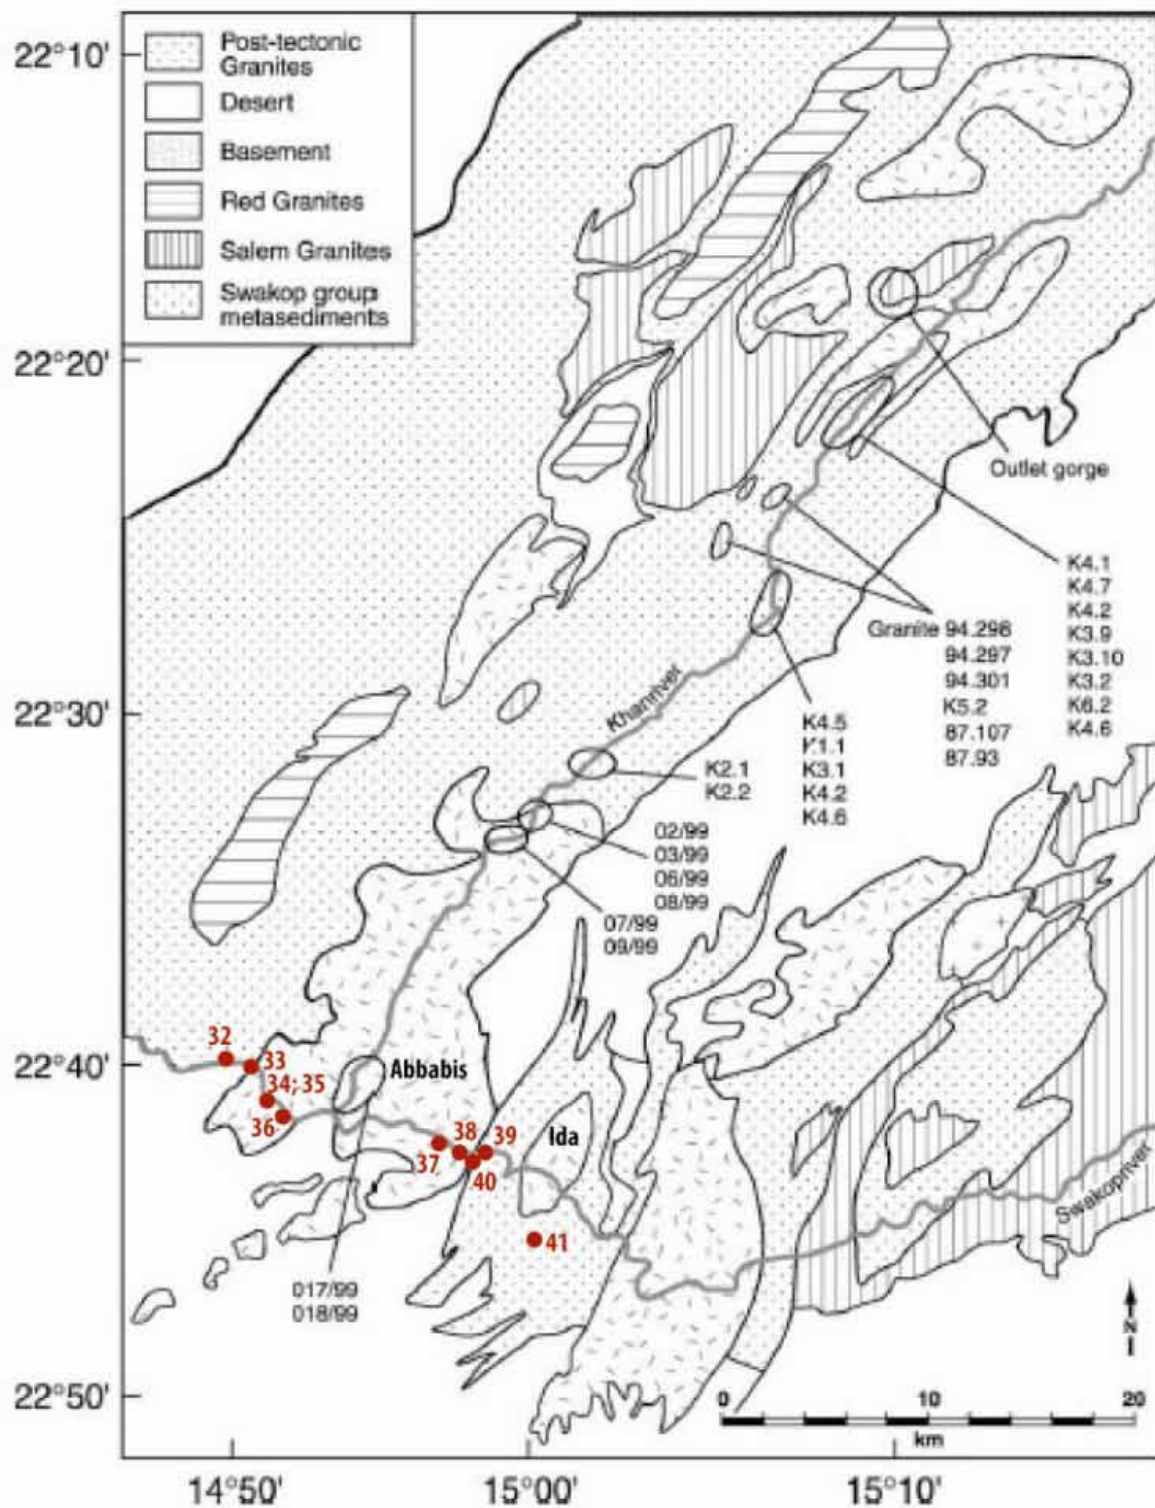 Post-tectonic
Granites
Desert
Basement
Red Granites
Salem Granites
Swakop group
metasediments
22°10'
22°20'
22°30'
22°40'
22°50'
14°50'
15°00'
15°10'
Outlet gorge
K4.1
K4.7
K4.2
K3.9
K3.10
K3.2
K6.2
K4.6
Granite 94.298
94.297
94.301
K5.2
87.107
87.93
Khanriver
K4.5
K1.1
K3.1
K4.2
K4.6
K2.1
K2.2
02/99
03/99
06/99
08/99
07/99
09/99
32
33
34; 35
36
Abbabis
37
38
39
40
Ida
41
017/99
018/99
Swakopriver
N
0 10 20
km